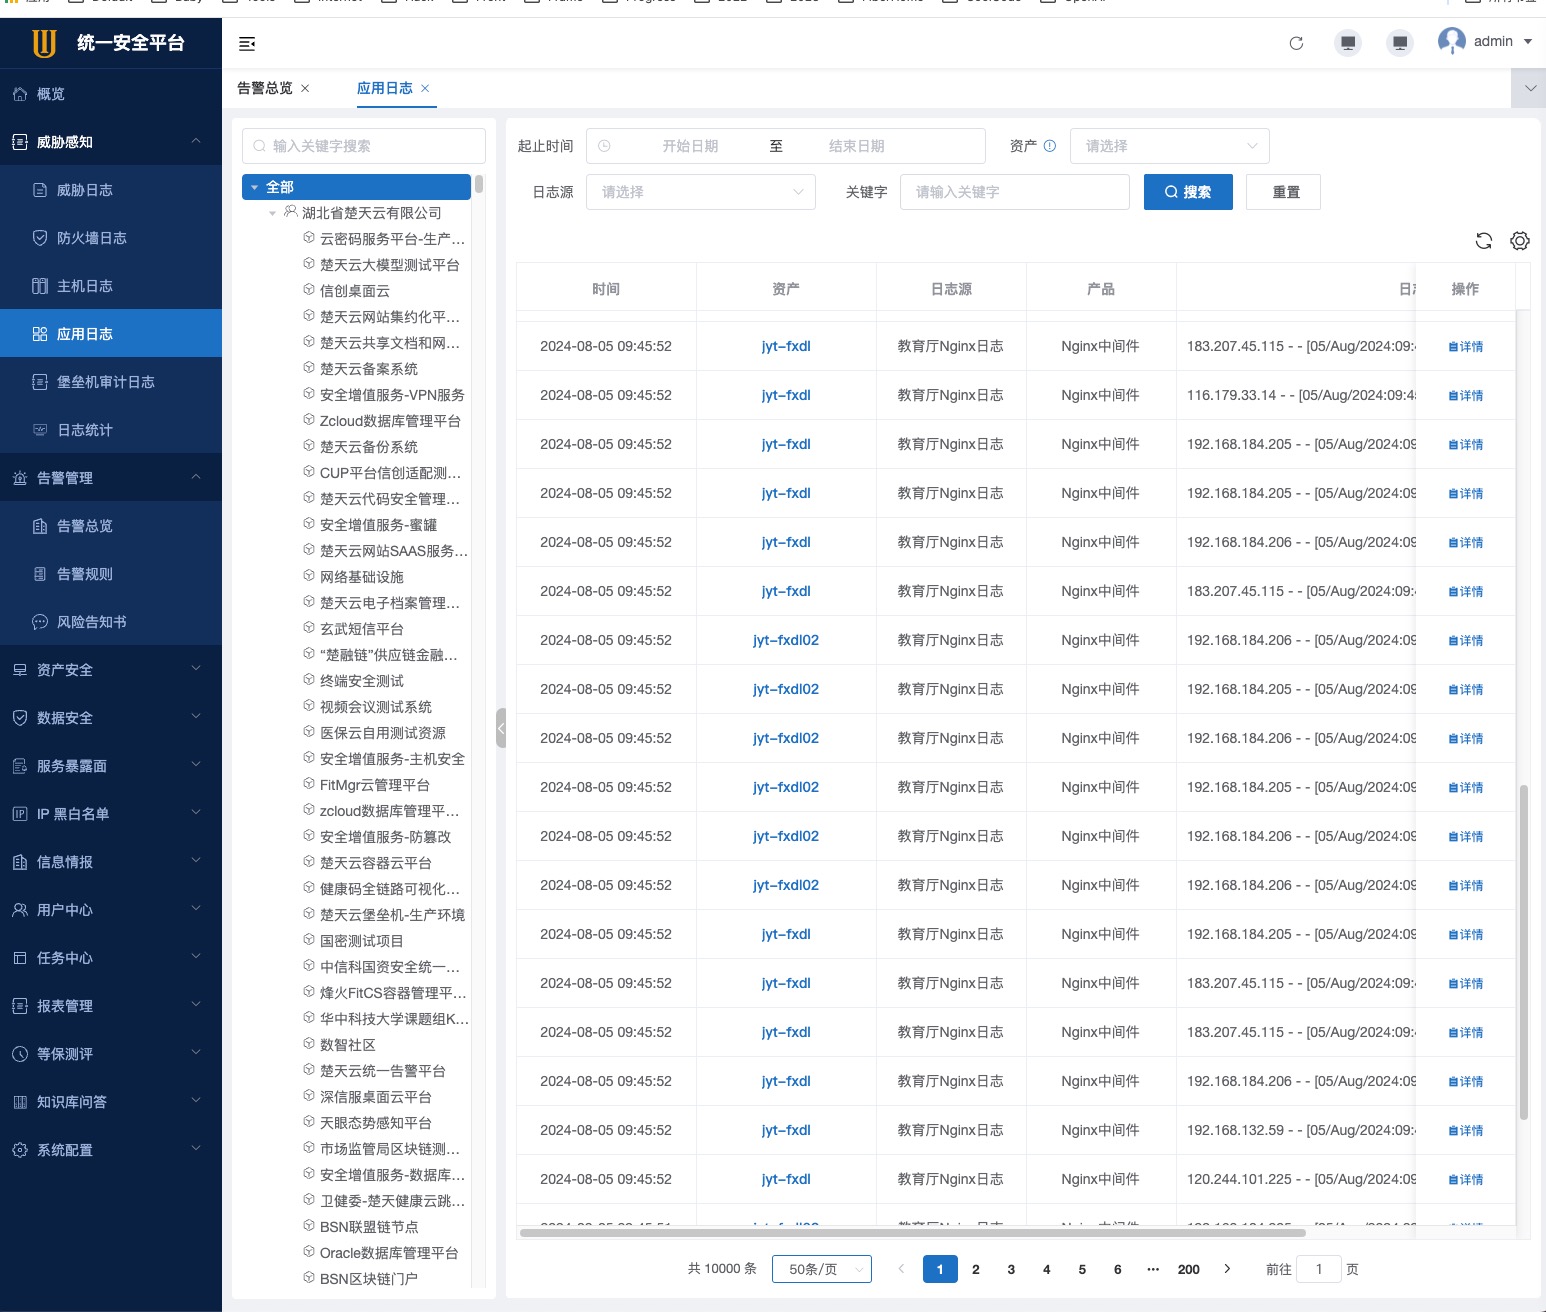 统一安全平台
admin
概览
威胁感知
威胁日志
防火墙日志
主机日志
应用日志
堡垒机审计日志
日志统计
告警管理
告警总览
告警规则
风险告知书
资产安全
数据安全
服务暴露面
IP 黑白名单
信息情报
用户中心
任务中心
报表管理
等保测评
知识库问答
系统配置
告警总览 ×
应用日志 ×
输入关键字搜索
全部
湖北省楚天云有限公司
云密码服务平台-生产...
楚天云大模型测试平台
信创桌面云
楚天云网站集约化平...
楚天云共享文档和网...
楚天云备案系统
安全增值服务-VPN服务
Zcloud数据库管理平台
楚天云备份系统
CUP平台信创适配测...
楚天云代码安全管理...
安全增值服务-蜜罐
楚天云网站SAAS服务...
网络基础设施
楚天云电子档案管理...
玄武短信平台
“楚融链”供应链金融...
终端安全测试
视频会议测试系统
医保云自用测试资源
安全增值服务-主机安全
FitMgr云管理平台
zcloud数据库管理平...
安全增值服务-防篡改
楚天云容器云平台
健康码全链路可视化...
楚天云堡垒机-生产环境
国密测试项目
中信科国资安全统一...
烽火FitCS容器管理平...
华中科技大学课题组K...
数智社区
楚天云统一告警平台
深信服桌面云平台
天眼态势感知平台
市场监管局区块链测...
安全增值服务-数据库...
卫健委-楚天健康云跳...
BSN联盟链节点
Oracle数据库管理平台
BSN区块链门户
起止时间 开始日期 至 结束日期 资产 请选择
日志源 请选择 关键字 请输入关键字 搜索 重置
时间 资产 日志源 产品 日 操作
2024-08-05 09:45:52 jyt-fxdl 教育厅Nginx日志 Nginx中间件 183.207.45.115 - - [05/Aug/2024:09: 详情
2024-08-05 09:45:52 jyt-fxdl 教育厅Nginx日志 Nginx中间件 116.179.33.14 - - [05/Aug/2024:09:4 详情
2024-08-05 09:45:52 jyt-fxdl 教育厅Nginx日志 Nginx中间件 192.168.184.205 - - [05/Aug/2024:09 详情
2024-08-05 09:45:52 jyt-fxdl 教育厅Nginx日志 Nginx中间件 192.168.184.205 - - [05/Aug/2024:09 详情
2024-08-05 09:45:52 jyt-fxdl 教育厅Nginx日志 Nginx中间件 192.168.184.206 - - [05/Aug/2024:09 详情
2024-08-05 09:45:52 jyt-fxdl 教育厅Nginx日志 Nginx中间件 183.207.45.115 - - [05/Aug/2024:09: 详情
2024-08-05 09:45:52 jyt-fxdl02 教育厅Nginx日志 Nginx中间件 192.168.184.206 - - [05/Aug/2024:09 详情
2024-08-05 09:45:52 jyt-fxdl02 教育厅Nginx日志 Nginx中间件 192.168.184.205 - - [05/Aug/2024:09 详情
2024-08-05 09:45:52 jyt-fxdl02 教育厅Nginx日志 Nginx中间件 192.168.184.206 - - [05/Aug/2024:09 详情
2024-08-05 09:45:52 jyt-fxdl02 教育厅Nginx日志 Nginx中间件 192.168.184.205 - - [05/Aug/2024:09 详情
2024-08-05 09:45:52 jyt-fxdl02 教育厅Nginx日志 Nginx中间件 192.168.184.206 - - [05/Aug/2024:09 详情
2024-08-05 09:45:52 jyt-fxdl02 教育厅Nginx日志 Nginx中间件 192.168.184.206 - - [05/Aug/2024:09 详情
2024-08-05 09:45:52 jyt-fxdl 教育厅Nginx日志 Nginx中间件 192.168.184.205 - - [05/Aug/2024:09 详情
2024-08-05 09:45:52 jyt-fxdl 教育厅Nginx日志 Nginx中间件 183.207.45.115 - - [05/Aug/2024:09: 详情
2024-08-05 09:45:52 jyt-fxdl 教育厅Nginx日志 Nginx中间件 183.207.45.115 - - [05/Aug/2024:09: 详情
2024-08-05 09:45:52 jyt-fxdl 教育厅Nginx日志 Nginx中间件 192.168.184.206 - - [05/Aug/2024:09 详情
2024-08-05 09:45:52 jyt-fxdl 教育厅Nginx日志 Nginx中间件 192.168.132.59 - - [05/Aug/2024:09: 详情
2024-08-05 09:45:52 jyt-fxdl 教育厅Nginx日志 Nginx中间件 120.244.101.225 - - [05/Aug/2024:09 详情
共 10000 条 50条/页 1 2 3 4 5 6 ··· 200 前往 1 页